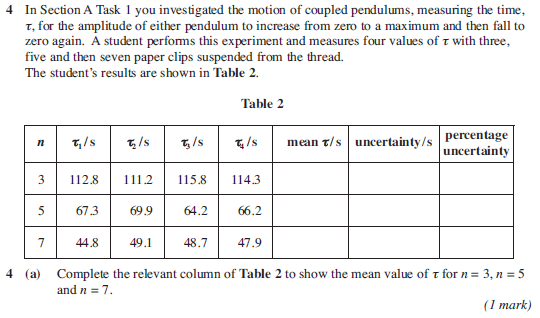 4 In Section A Task 1 you investigated the motion of coupled pendulums, measuring the time,
τ, for the amplitude of either pendulum to increase from zero to a maximum and then fall to
zero again. A student performs this experiment and measures four values of τ with three,
five and then seven paper clips suspended from the thread.
The student's results are shown in Table 2.
Table 2
n τ₁/s τ₂/s τ₃/s τ₄/s mean τ/s uncertainty/s percentage uncertainty
3 112.8 111.2 115.8 114.3
5 67.3 69.9 64.2 66.2
7 44.8 49.1 48.7 47.9
4 (a) Complete the relevant column of Table 2 to show the mean value of τ for n = 3, n = 5
and n = 7.
(1 mark)